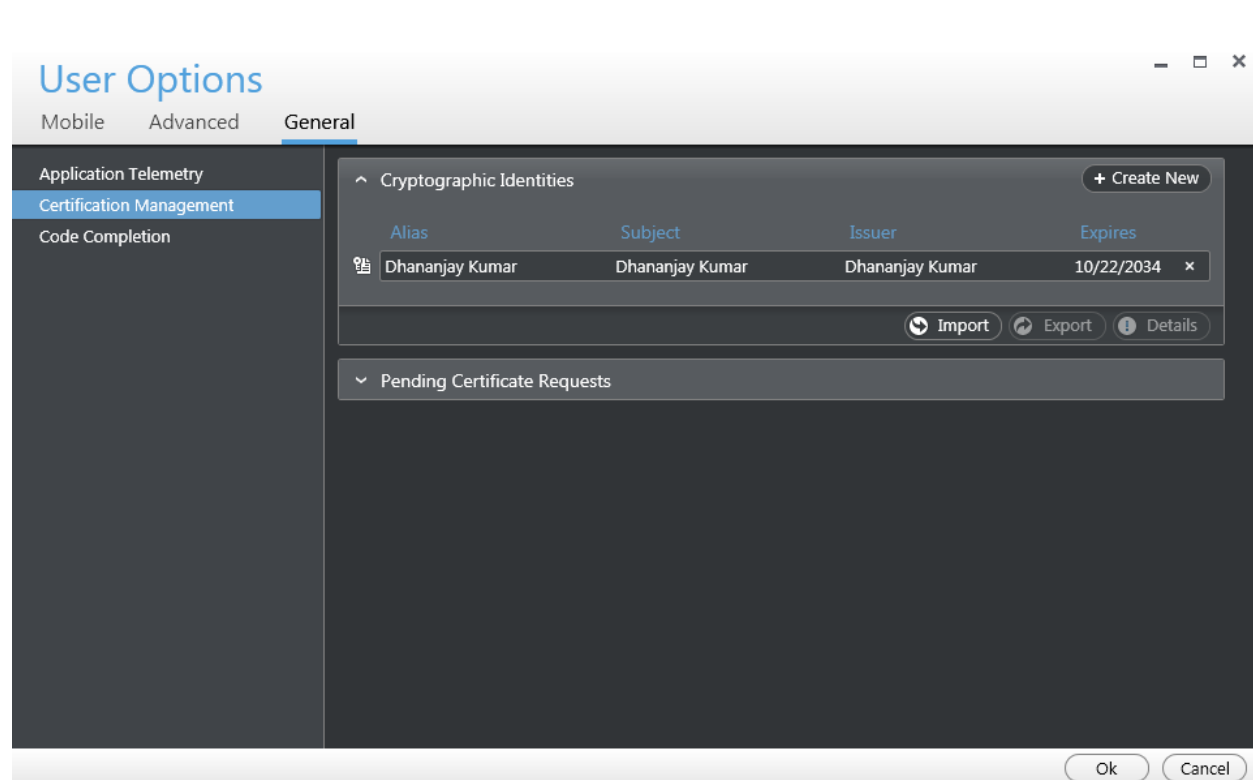 User Options
Mobile Advanced General
Application Telemetry
Certification Management
Code Completion
Cryptographic Identities + Create New
Alias Subject Issuer Expires
Dhananjay Kumar Dhananjay Kumar Dhananjay Kumar 10/22/2034
Import Export Details
Pending Certificate Requests
Ok Cancel